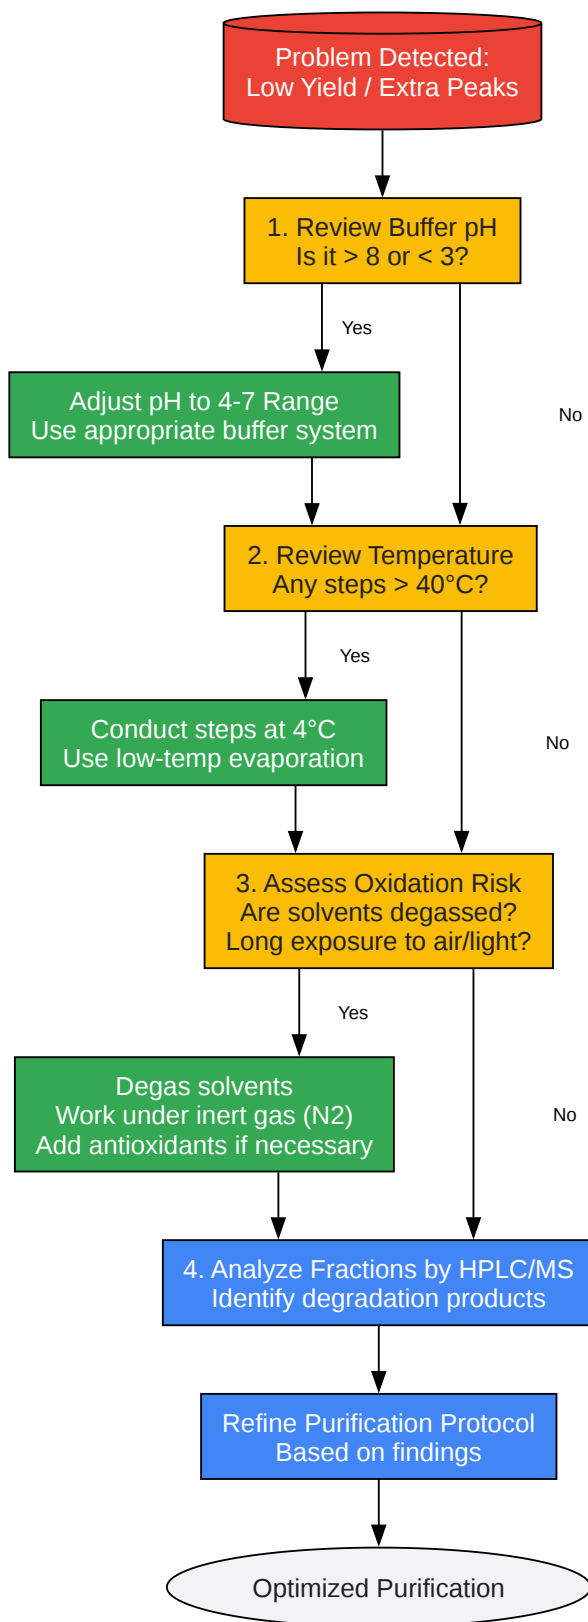 Problem Detected:
Low Yield / Extra Peaks
1. Review Buffer pH
Is it > 8 or < 3?
Yes
Adjust pH to 4-7 Range
Use appropriate buffer system
No
2. Review Temperature
Any steps > 40°C?
Yes
Conduct steps at 4°C
Use low-temp evaporation
No
3. Assess Oxidation Risk
Are solvents degassed?
Long exposure to air/light?
Yes
Degas solvents
Work under inert gas (N2)
Add antioxidants if necessary
No
4. Analyze Fractions by HPLC/MS
Identify degradation products
Refine Purification Protocol
Based on findings
Optimized Purification